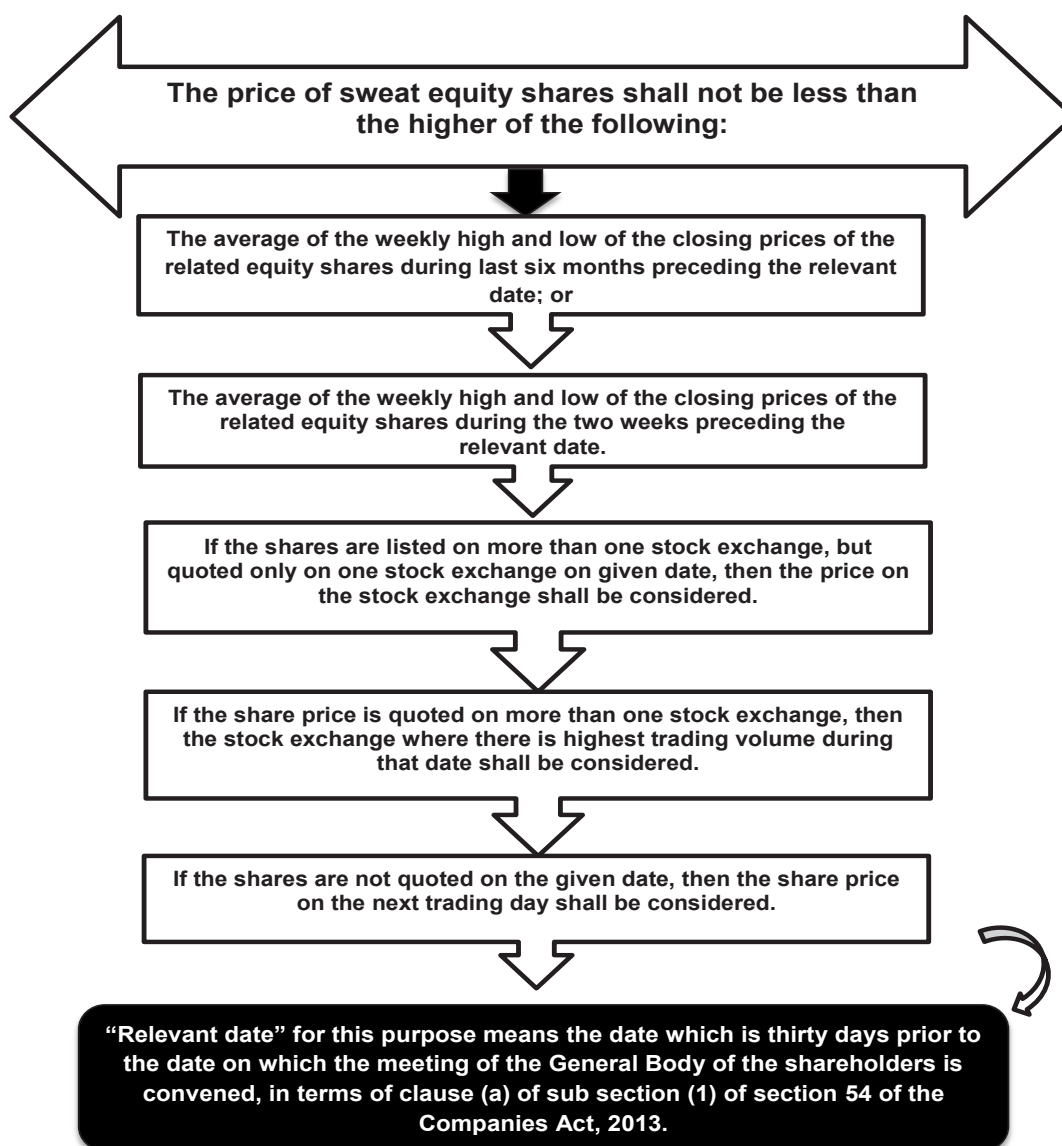 The price of sweat equity shares shall not be less than
the higher of the following:
The average of the weekly high and low of the closing prices of the
related equity shares during last six months preceding the relevant
date; or
The average of the weekly high and low of the closing prices of the
related equity shares during the two weeks preceding the
relevant date.
If the shares are listed on more than one stock exchange, but
quoted only on one stock exchange on given date, then the price on
the stock exchange shall be considered.
If the share price is quoted on more than one stock exchange, then
the stock exchange where there is highest trading volume during
that date shall be considered.
If the shares are not quoted on the given date, then the share price
on the next trading day shall be considered.
“Relevant date” for this purpose means the date which is thirty days prior to
the date on which the meeting of the General Body of the shareholders is
convened, in terms of clause (a) of sub section (1) of section 54 of the
Companies Act, 2013.